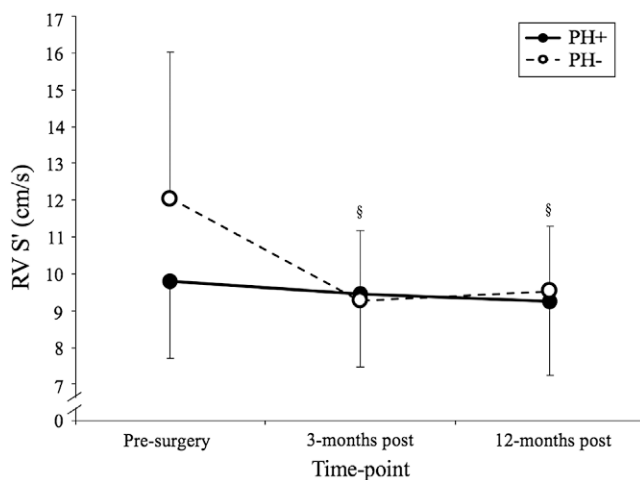 17
16
15
14
13
12
11
10
9
8
7
0
RV S' (cm/s)
PH+
PH-
§
§
Pre-surgery
3-months post
12-months post
Time-point